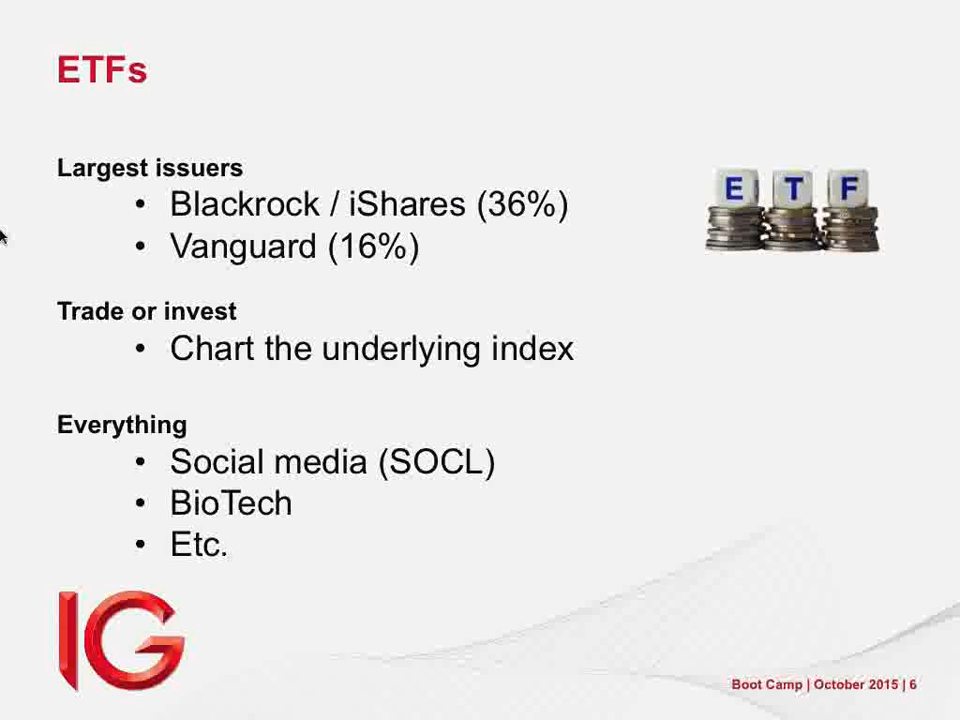 ETFs
Largest issuers
• Blackrock / iShares (36%)
• Vanguard (16%)
E T F
Trade or invest
• Chart the underlying index
Everything
• Social media (SOCL)
• BioTech
• Etc.
IG
Boot Camp | October 2015 | 6